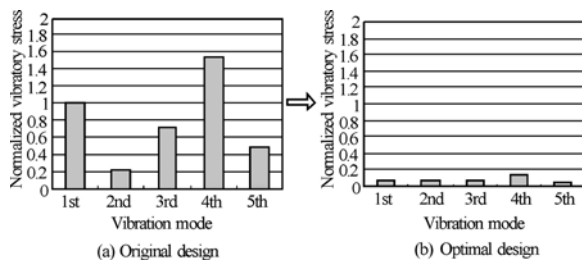 Normalized vibratory stress
2
1.8
1.6
1.4
1.2
1
0.8
0.6
0.4
0.2
0
1st 2nd 3rd 4th 5th
Vibration mode
(a) Original design
Normalized vibratory stress
2
1.8
1.6
1.4
1.2
1
0.8
0.6
0.4
0.2
0
1st 2nd 3rd 4th 5th
Vibration mode
(b) Optimal design